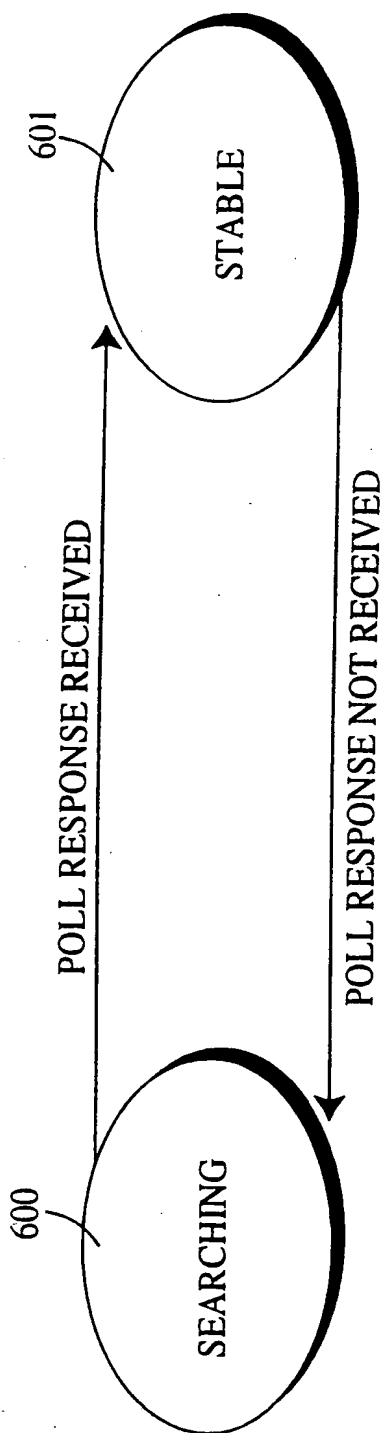 600
SEARCHING
POLL RESPONSE RECEIVED
POLL RESPONSE NOT RECEIVED
601
STABLE